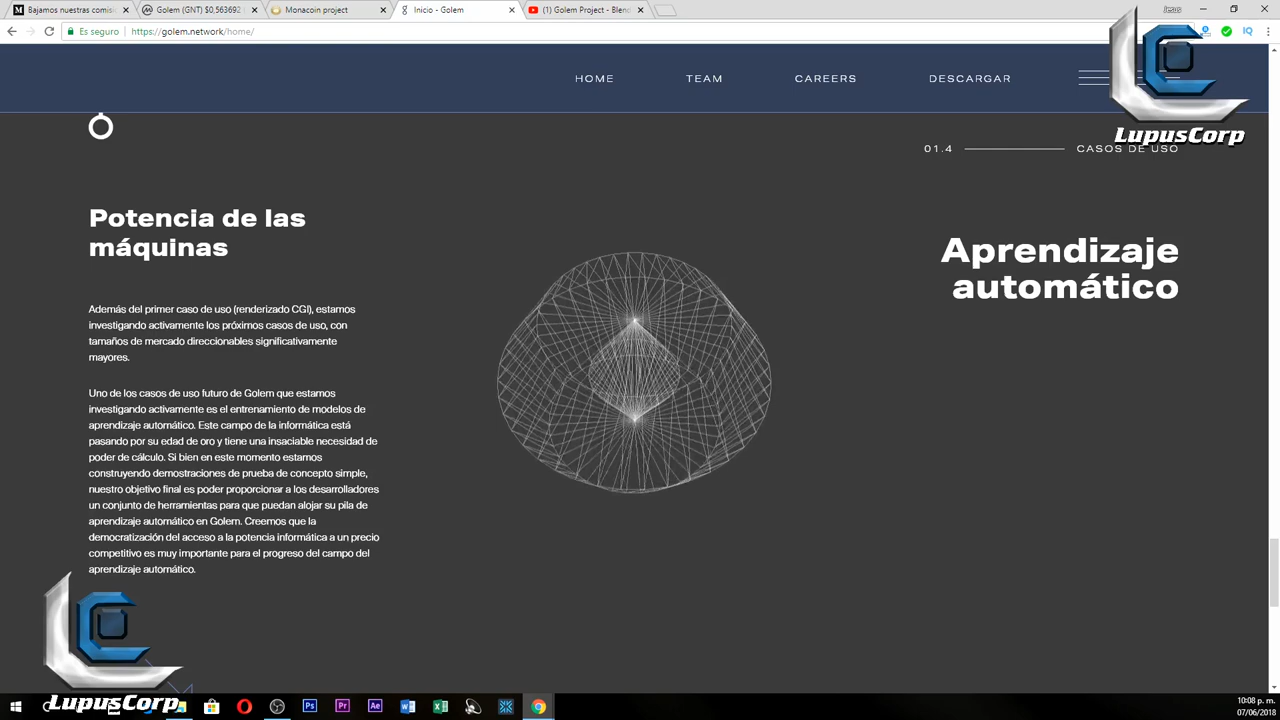 Bajamos nuestras comisi
Golem (GNT) $0,563692
Monacoin project
Inicio - Golem
(1) Golem Project - Blend
Jesus
Es seguro
https://golem.network/home/
HOME
TEAM
CAREERS
DESCARGAR
LupusCorp
01.4
CASOS DE USO
Potencia de las
máquinas
Aprendizaje
automático
Además del primer caso de uso (renderizado CGI), estamos
investigando activamente los próximos casos de uso, con
tamaños de mercado direccionables significativamente
mayores.
Uno de los casos de uso futuro de Golem que estamos
investigando activamente es el entrenamiento de modelos de
aprendizaje automático. Este campo de la informática está
pasando por su edad de oro y tiene una insaciable necesidad de
poder de cálculo. Si bien en este momento estamos
construyendo demostraciones de prueba de concepto simple,
nuestro objetivo final es poder proporcionar a los desarrolladores
un conjunto de herramientas para que puedan alojar su pila de
aprendizaje automático en Golem. Creemos que la
democratización del acceso a la potencia informática a un precio
competitivo es muy importante para el progreso del campo del
aprendizaje automático.
LupusCorp
10:08 p. m.
07/06/2018